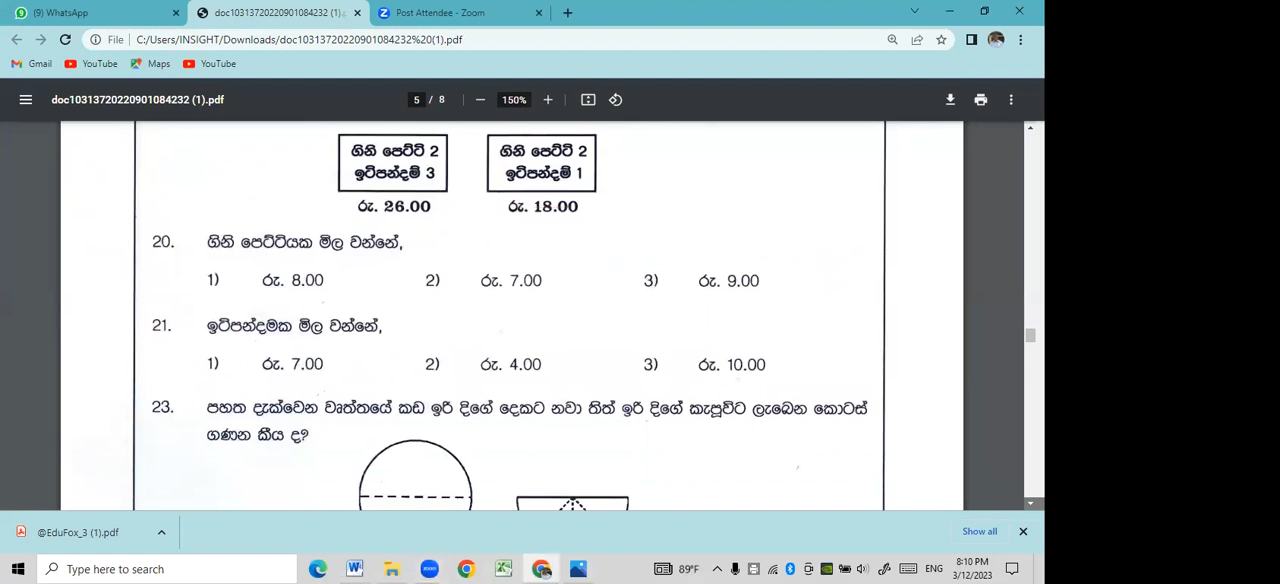 (9) WhatsApp
doc10313720220901084232 (1).p
Post Attendee - Zoom
File
C:/Users/INSIGHT/Downloads/doc10313720220901084232%20(1).pdf
Gmail
YouTube
Maps
YouTube
doc10313720220901084232 (1).pdf
5 / 8
150%
ගිනි පෙට්ටි 2
ඉටිපන්දම් 3
රු. 26.00
ගිනි පෙට්ටි 2
ඉටිපන්දම් 1
රු. 18.00
20. ගිනි පෙට්ටියක මිල වන්නේ,
1) රු. 8.00 2) රු. 7.00 3) රු. 9.00
21. ඉටිපන්දමක මිල වන්නේ,
1) රු. 7.00 2) රු. 4.00 3) රු. 10.00
23. පහත දැක්වෙන වෘත්තයේ කඩ ඉරි දිගේ දෙකට නවා තිත් ඉරි දිගේ කැපූවිට ලැබෙන කොටස්
ගණන කීය ද?
@EduFox_3 (1).pdf
Show all
Type here to search
89°F
ENG
8:10 PM
3/12/2023